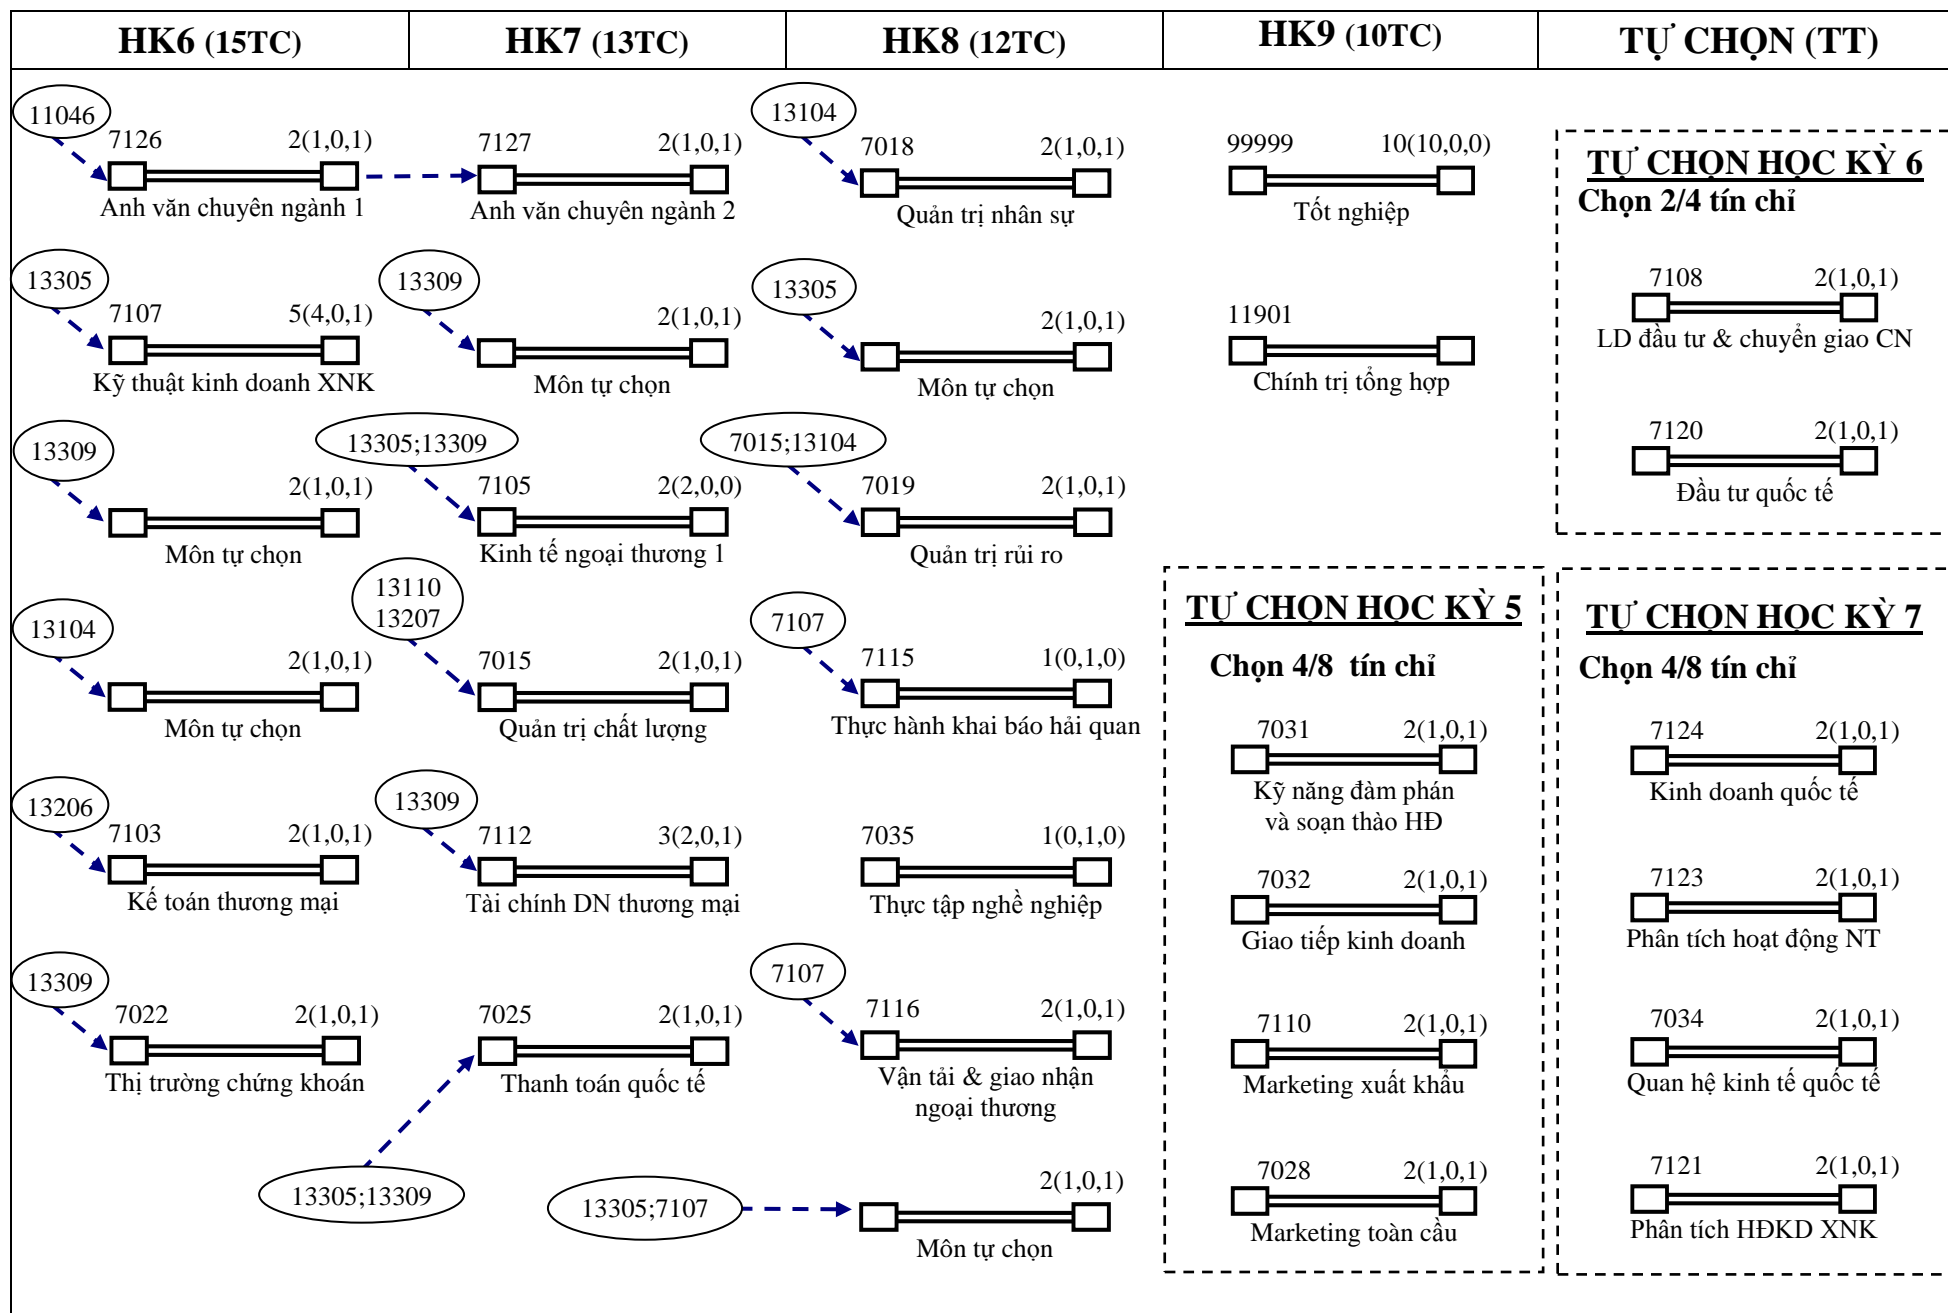 HK6 (15TC)
HK7 (13TC)
HK8 (12TC)
HK9 (10TC)
TỰ CHỌN (TT)
11046
7126 2(1,0,1)
Anh văn chuyên ngành 1
13305
7107 5(4,0,1)
Kỹ thuật kinh doanh XNK
13309
2(1,0,1)
Môn tự chọn
13104
2(1,0,1)
Môn tự chọn
13206
7103 2(1,0,1)
Kế toán thương mại
13309
7022 2(1,0,1)
Thị trường chứng khoán
7127 2(1,0,1)
Anh văn chuyên ngành 2
13309
2(1,0,1)
Môn tự chọn
13305;13309
7105 2(2,0,0)
Kinh tế ngoại thương 1
13110
13207
7015 2(1,0,1)
Quản trị chất lượng
13309
7112 3(2,0,1)
Tài chính DN thương mại
7025 2(1,0,1)
Thanh toán quốc tế
13305;13309
13104
7018 2(1,0,1)
Quản trị nhân sự
13305
2(1,0,1)
Môn tự chọn
7015;13104
7019 2(1,0,1)
Quản trị rủi ro
7107
7115 1(0,1,0)
Thực hành khai báo hải quan
7035 1(0,1,0)
Thực tập nghề nghiệp
7107
7116 2(1,0,1)
Vận tải & giao nhận
ngoại thương
13305;7107
2(1,0,1)
Môn tự chọn
99999 10(10,0,0)
Tốt nghiệp
11901
Chính trị tổng hợp
TỰ CHỌN HỌC KỲ 5
Chọn 4/8 tín chỉ
7031 2(1,0,1)
Kỹ năng đàm phán
và soạn thảo HĐ
7032 2(1,0,1)
Giao tiếp kinh doanh
7110 2(1,0,1)
Marketing xuất khẩu
7028 2(1,0,1)
Marketing toàn cầu
TỰ CHỌN HỌC KỲ 6
Chọn 2/4 tín chỉ
7108 2(1,0,1)
LD đầu tư & chuyển giao CN
7120 2(1,0,1)
Đầu tư quốc tế
TỰ CHỌN HỌC KỲ 7
Chọn 4/8 tín chỉ
7124 2(1,0,1)
Kinh doanh quốc tế
7123 2(1,0,1)
Phân tích hoạt động NT
7034 2(1,0,1)
Quan hệ kinh tế quốc tế
7121 2(1,0,1)
Phân tích HĐKD XNK